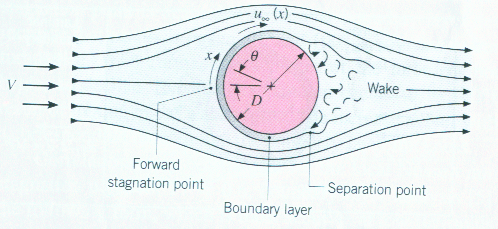 u∞ (x)
x
θ
V
D
Wake
Forward
stagnation point
Separation point
Boundary layer